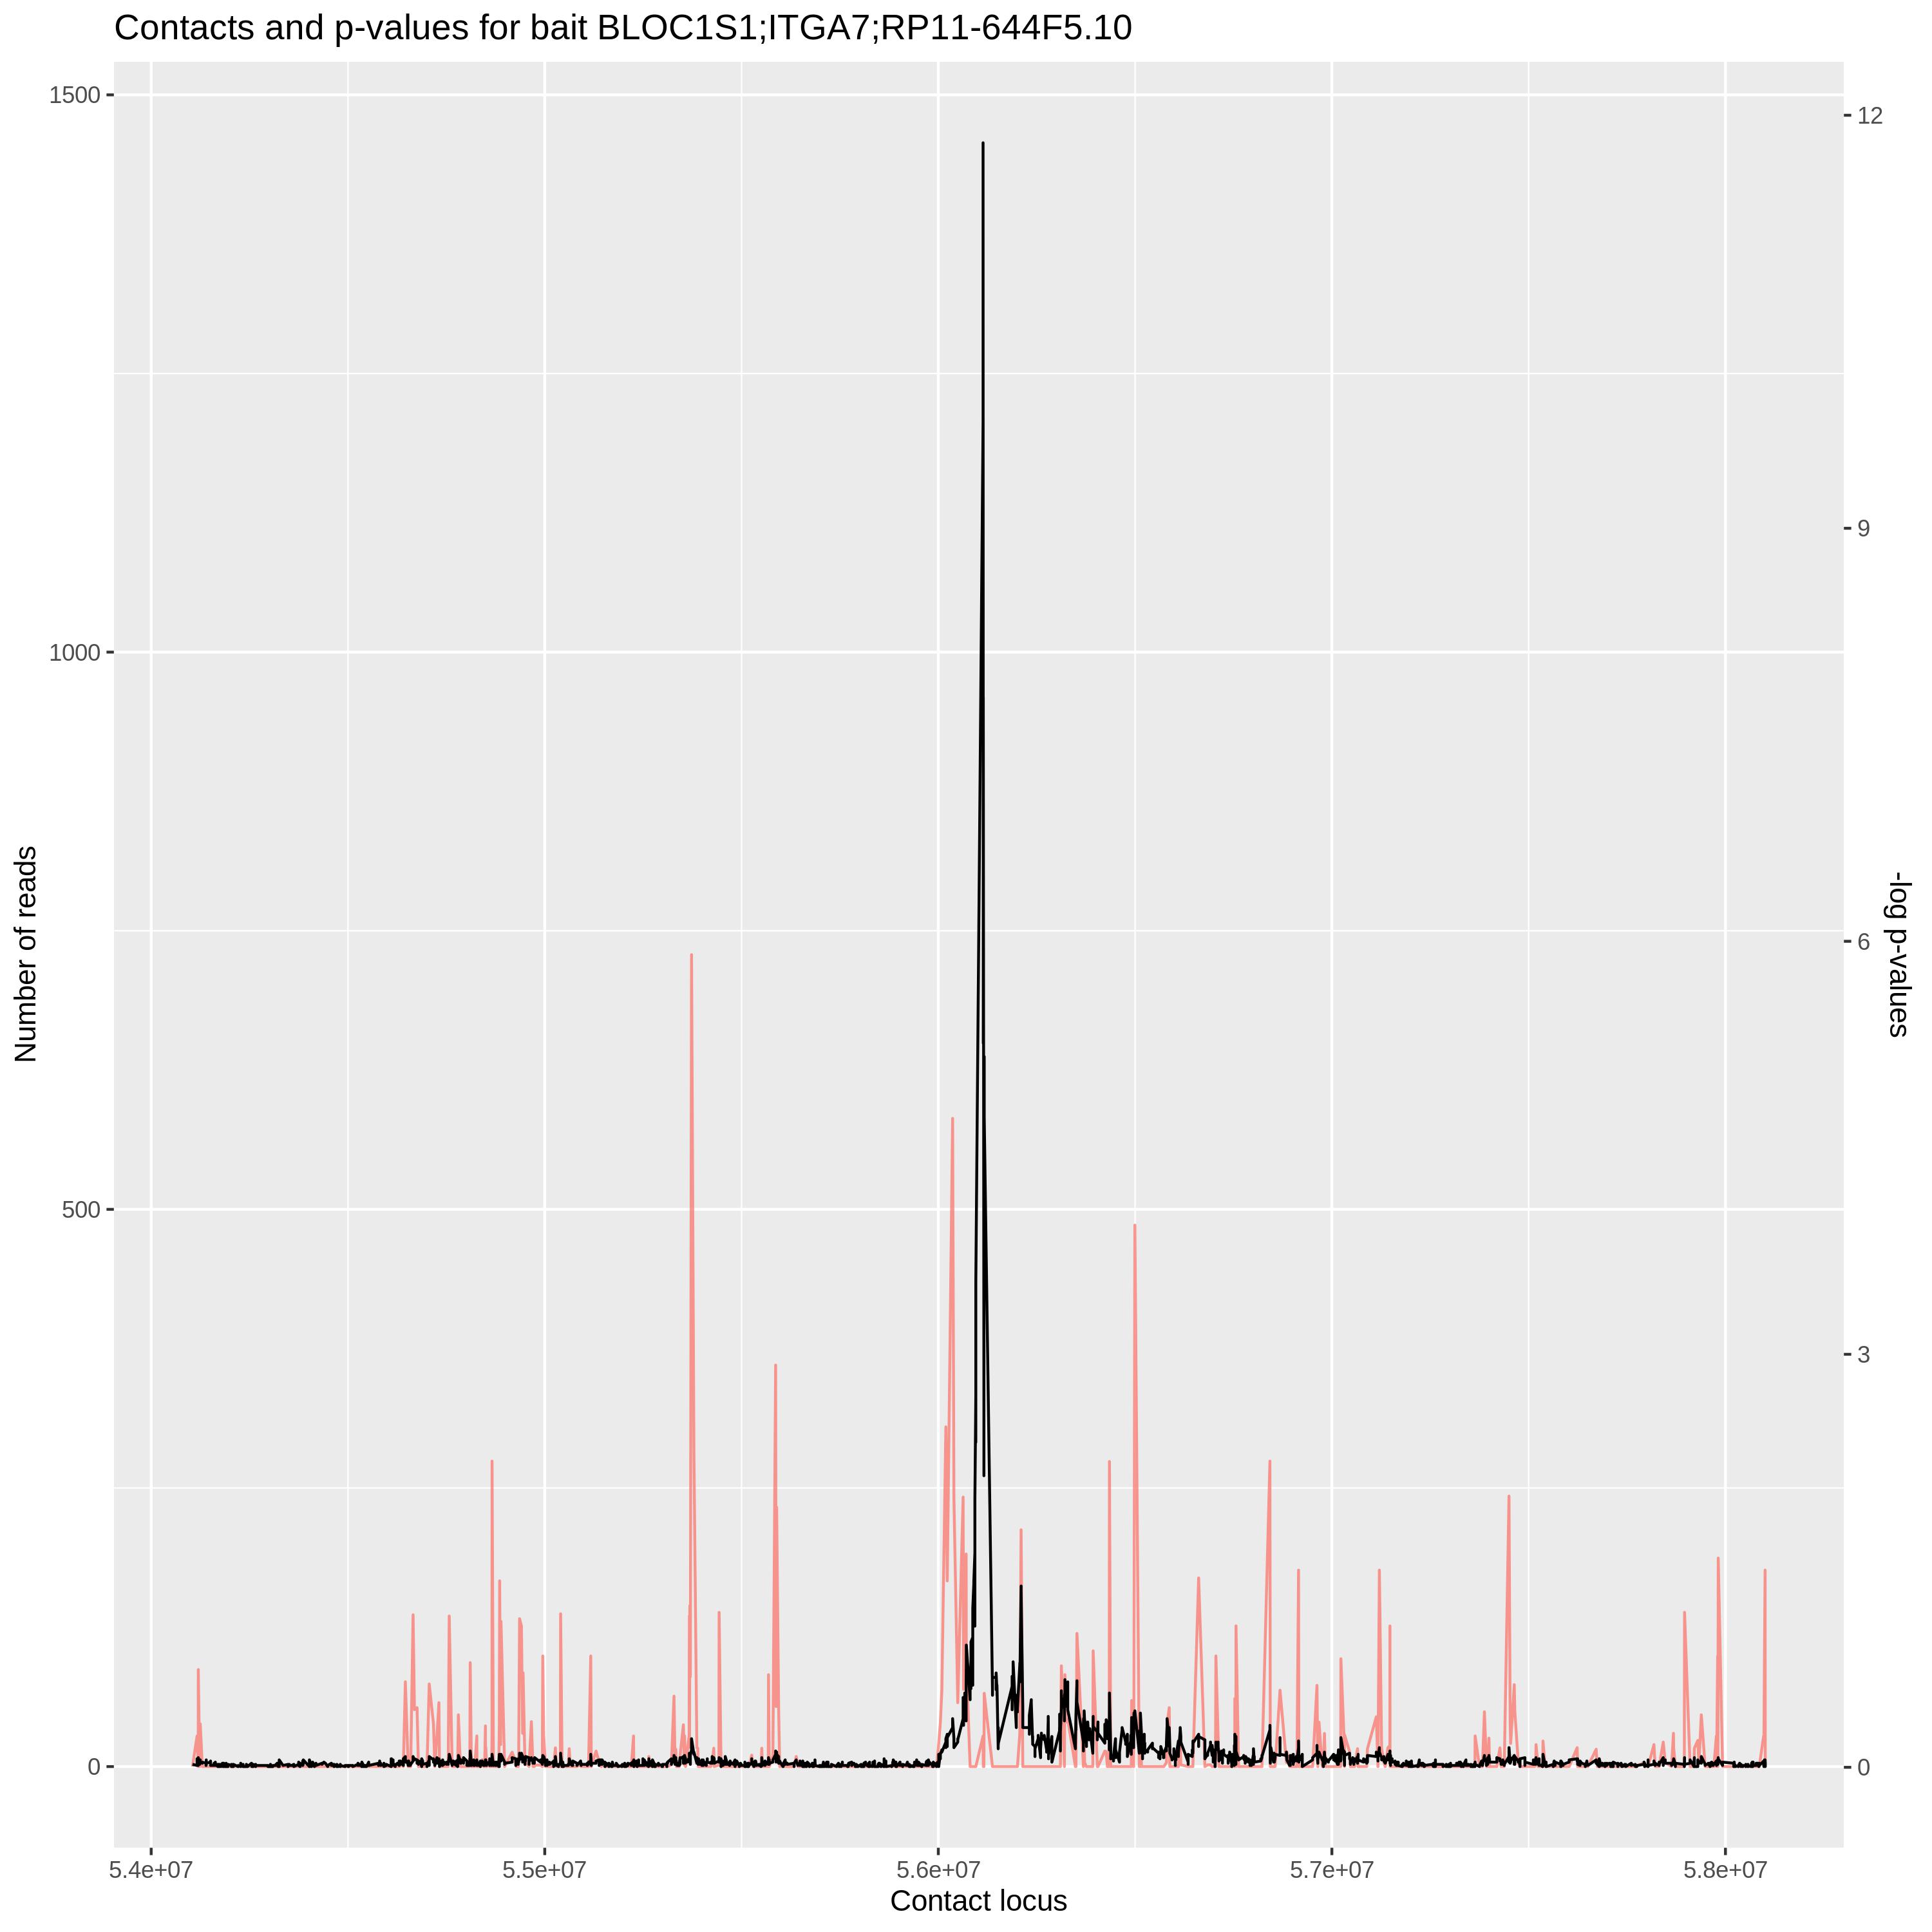 Contacts and p-values for bait BLOC1S1;ITGA7;RP11-644F5.10
1500
1000
500
0
Number of reads
12
9
6
3
0
-log p-values
5.4e+07
5.5e+07
5.6e+07
5.7e+07
5.8e+07
Contact locus